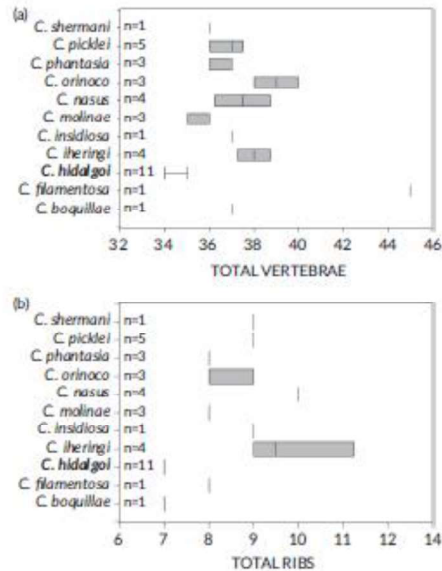 (a)
C. shermani n=1
C. picklei n=5
C. phantasia n=3
C. orinoco n=3
C. nasus n=4
C. molinae n=3
C. insidiosa n=1
C. iheringi n=4
C. hidalgoi n=11
C. filamentosa n=1
C. boquillae n=1
32 34 36 38 40 42 44 46
TOTAL VERTEBRAE
(b)
C. shermani n=1
C. picklei n=5
C. phantasia n=3
C. orinoco n=3
C. nasus n=4
C. molinae n=3
C. insidiosa n=1
C. iheringi n=4
C. hidalgoi n=11
C. filamentosa n=1
C. boquillae n=1
6 7 8 9 10 11 12 13 14
TOTAL RIBS